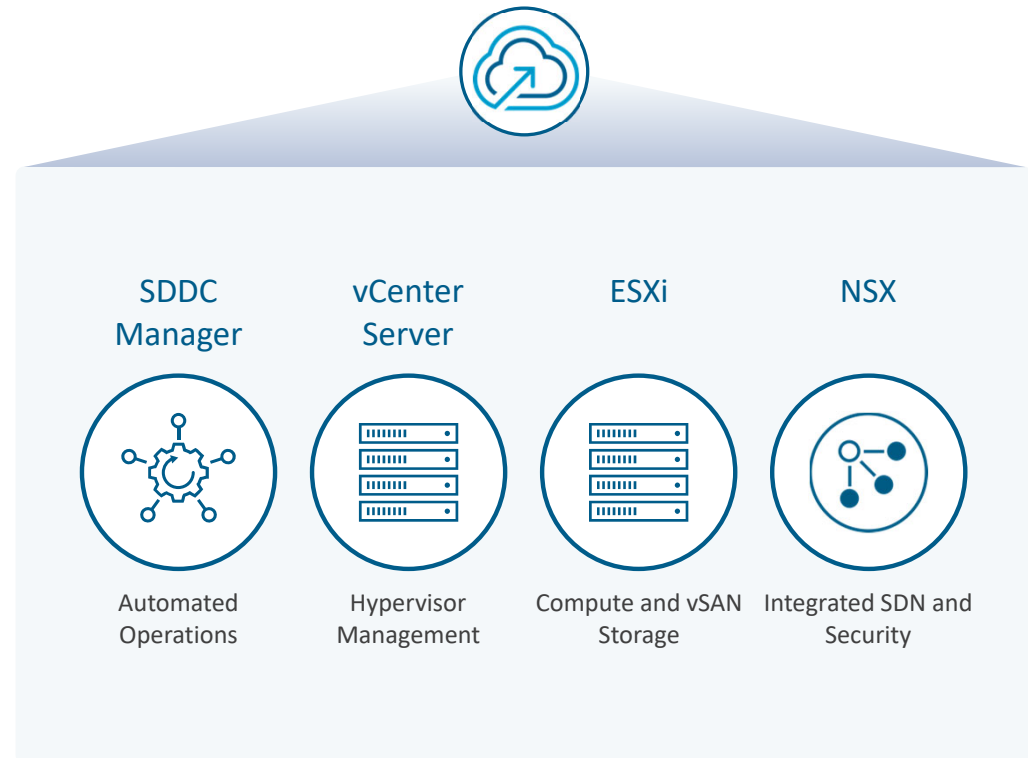 SDDC
Manager
vCenter
Server
ESXi
NSX
Automated
Operations
Hypervisor
Management
Compute and vSAN
Storage
Integrated SDN and
Security